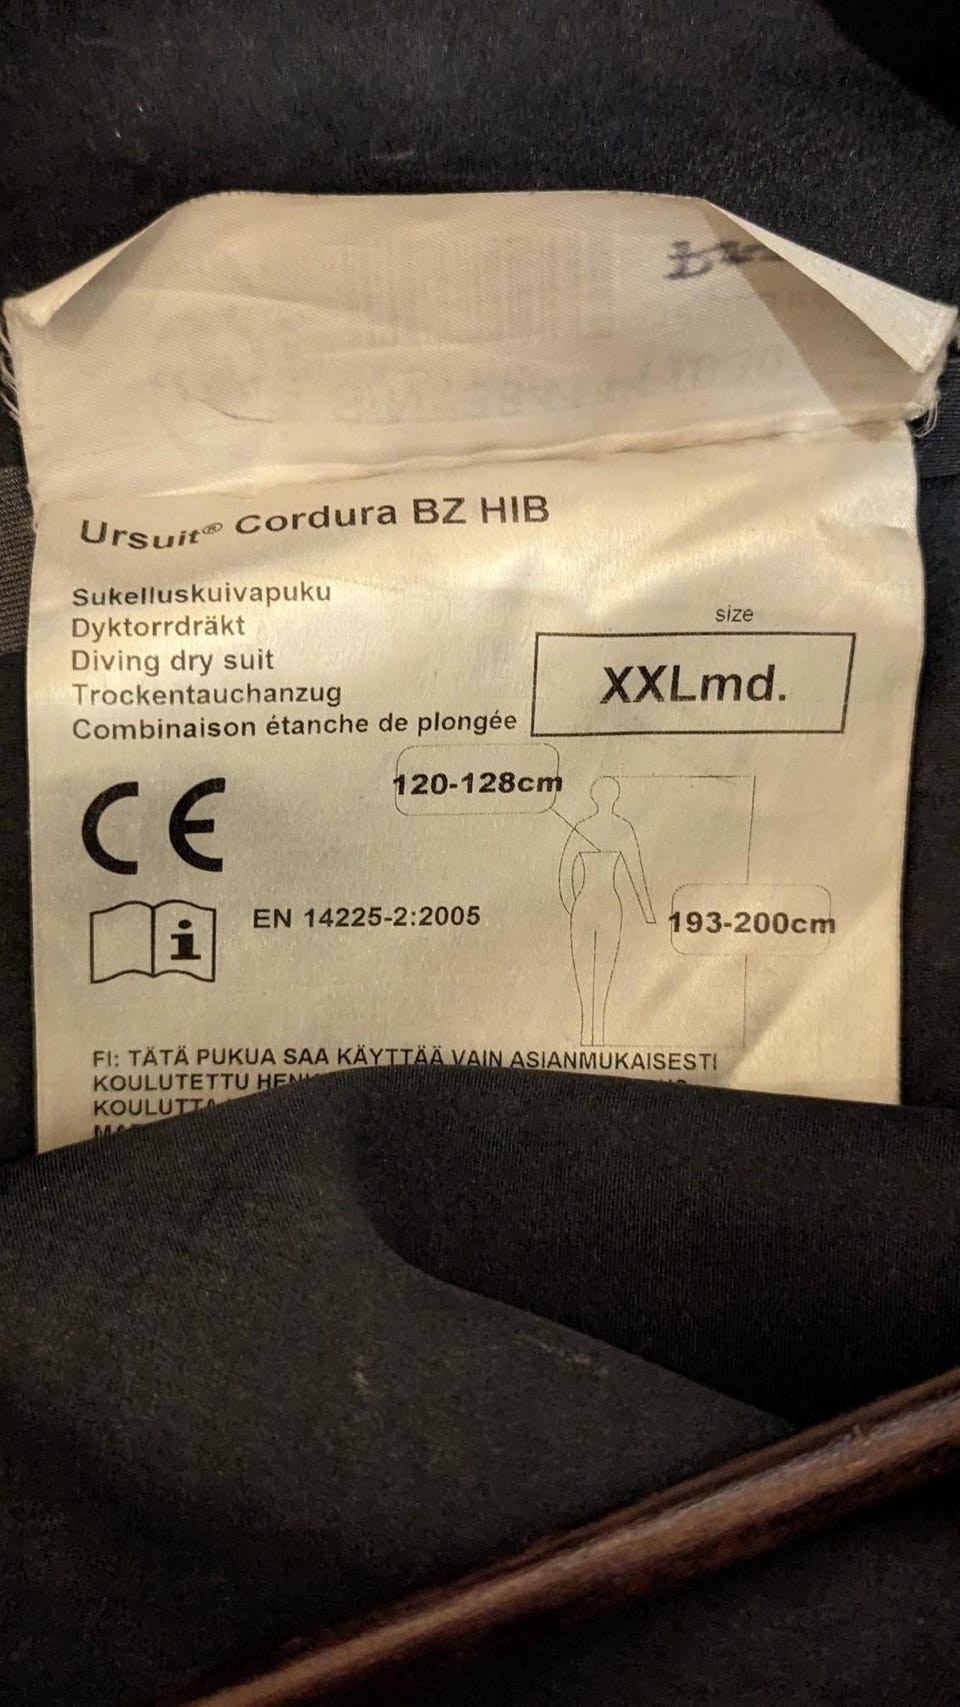 Ursuit® Cordura BZ HIB
Sukelluskuivapuku
Dyktorrdräkt
Diving dry suit
Trockentauchanzug
Combinaison étanche de plongée
size
XXLmd.
120-128cm
193-200cm
CE
i
EN 14225-2:2005
FI: TÄTÄ PUKUA SAA KÄYTTÄÄ VAIN ASIANMUKAISESTI
KOULUTETTU